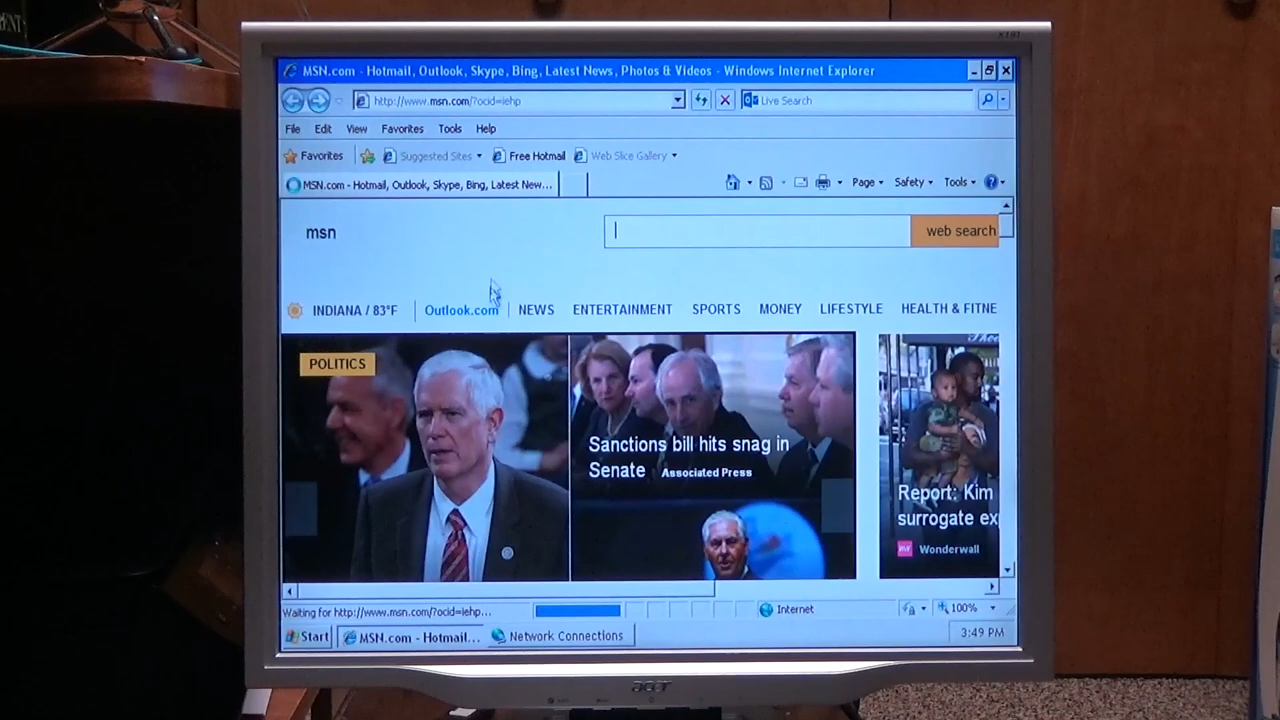 X191
MSN.com - Hotmail, Outlook, Skype, Bing, Latest News, Photos & Videos - Windows Internet Explorer
http://www.msn.com/?ocid=iehp
Live Search
File Edit View Favorites Tools Help
Favorites Suggested Sites Free Hotmail Web Slice Gallery
MSN.com - Hotmail, Outlook, Skype, Bing, Latest New...
Page Safety Tools
msn
web search
INDIANA / 83°F Outlook.com NEWS ENTERTAINMENT SPORTS MONEY LIFESTYLE HEALTH & FITNE
POLITICS
Sanctions bill hits snag in
Senate Associated Press
Report: Kim
surrogate ex
Wonderwall
Waiting for http://www.msn.com/?ocid=iehp...
Internet
100%
Start
MSN.com - Hotmail...
Network Connections
3:49 PM
acer